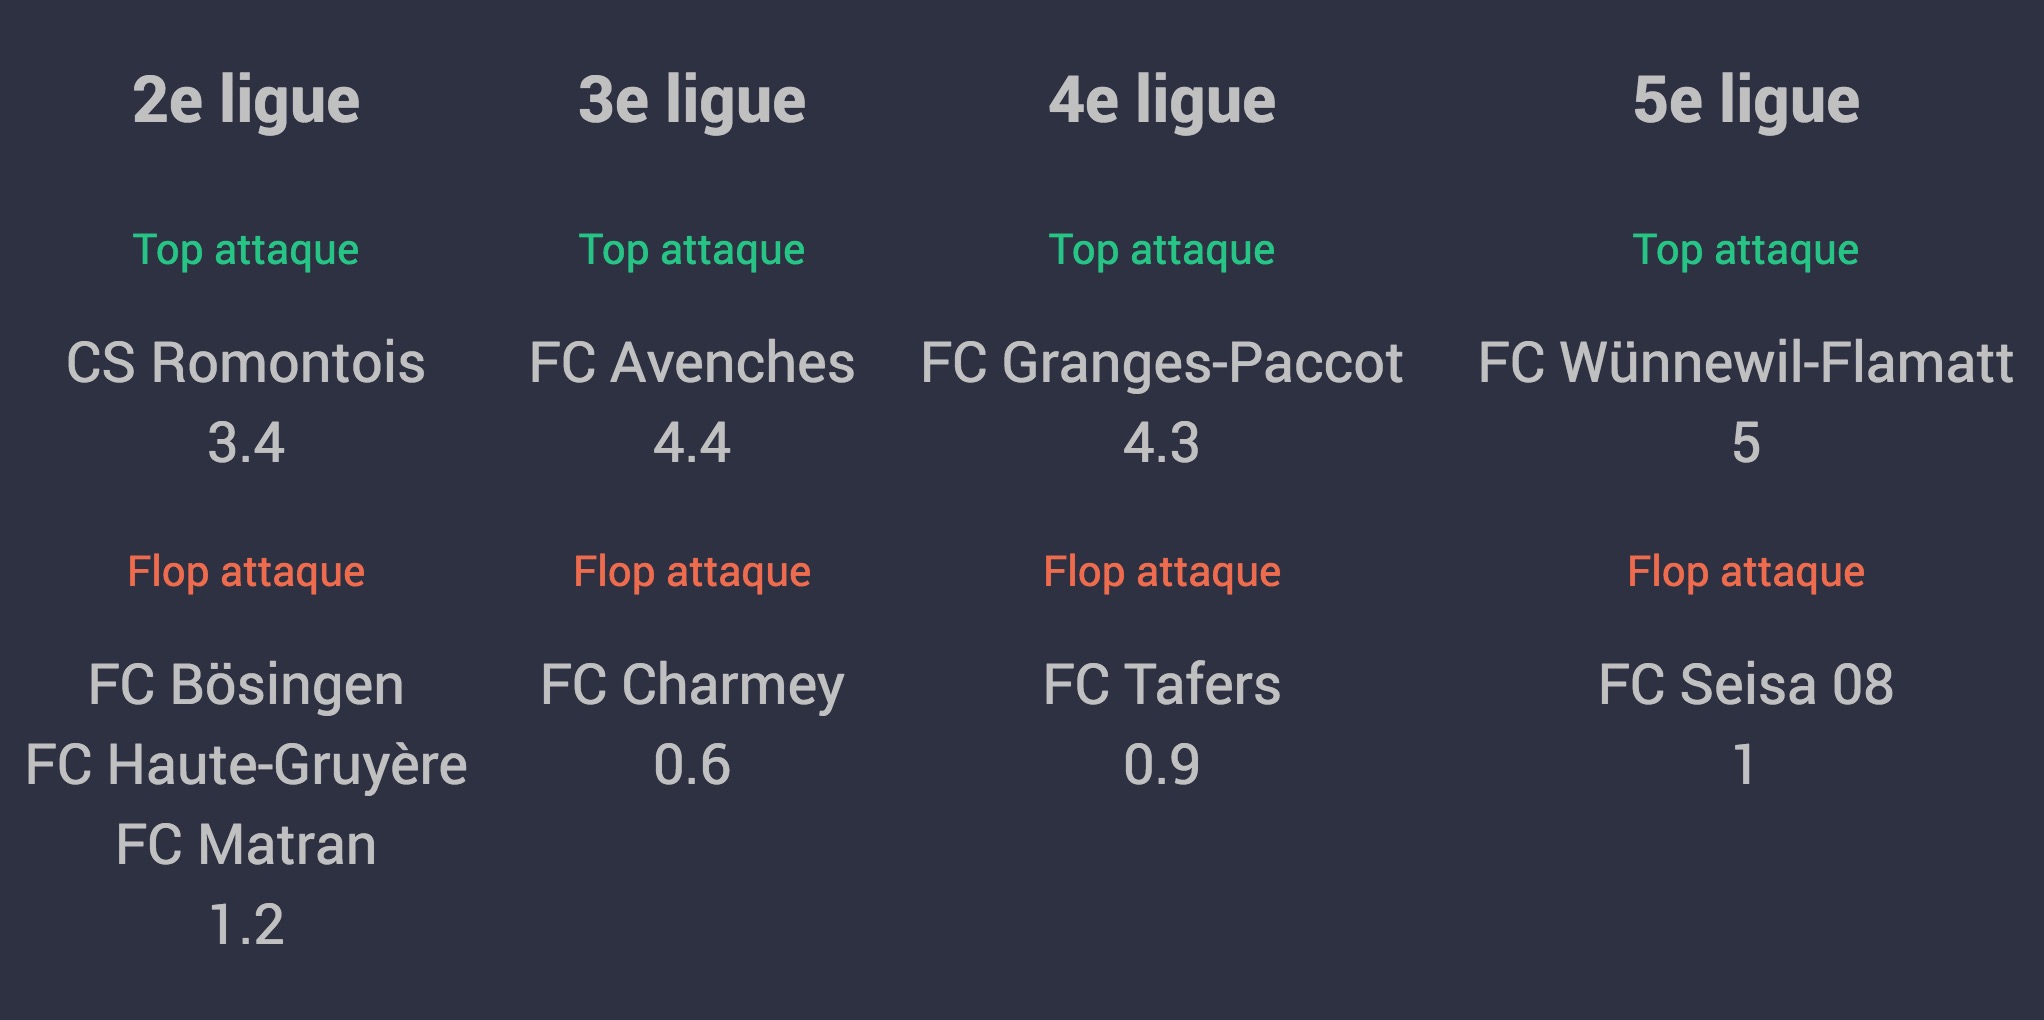 2e ligue
Top attaque
CS Romontois
3.4
Flop attaque
FC Bösingen
FC Haute-Gruyère
FC Matran
1.2
3e ligue
Top attaque
FC Avenches
4.4
Flop attaque
FC Charmey
0.6
4e ligue
Top attaque
FC Granges-Paccot
4.3
Flop attaque
FC Tafers
0.9
5e ligue
Top attaque
FC Wünnewil-Flamatt
5
Flop attaque
FC Seisa 08
1